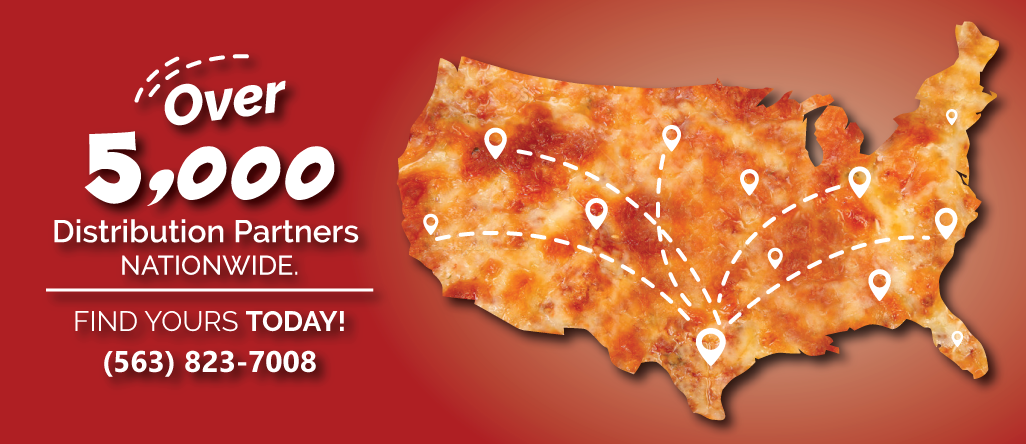 Over
5,000
Distribution Partners
NATIONWIDE.
FIND YOURS TODAY!
(563) 823-7008